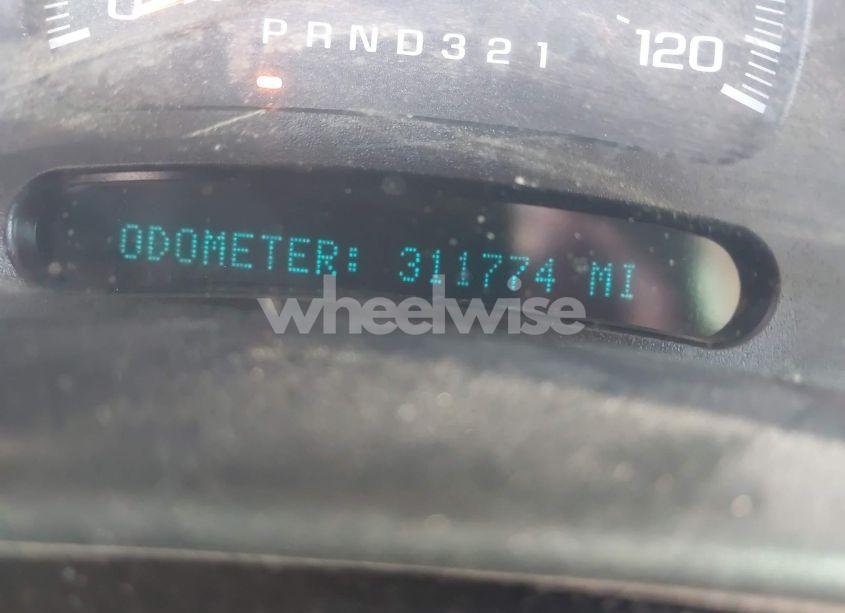 PRND321
120
ODOMETER: 311774 MI
wheelwise